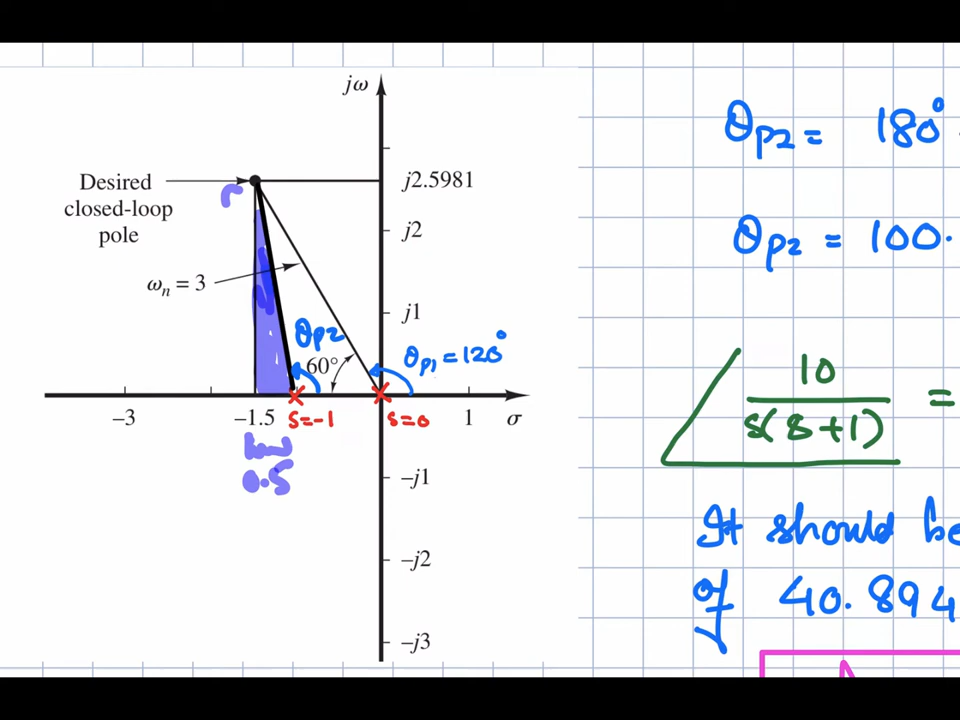 jω
Desired
closed-loop
pole
j2.5981
j2
ωn = 3
j1
θp2
60°
θp1 = 120°
–3
–1.5
s=-1
s=0
1
σ
0.5
–j1
–j2
–j3
θp2 = 180°
θp2 = 100.
10
s(s+1)
=
It should be
of 40.894